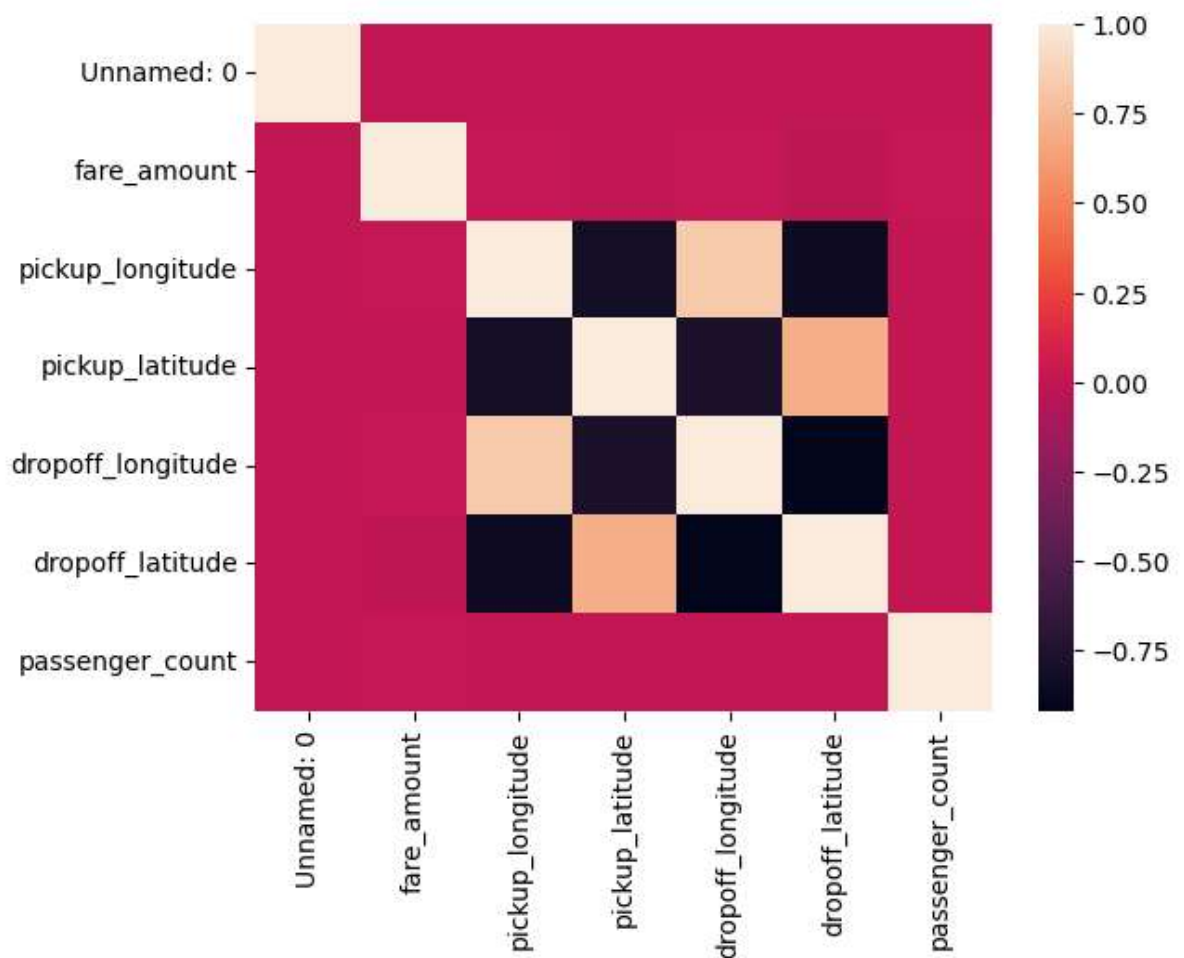 Unnamed: 0
fare_amount
pickup_longitude
pickup_latitude
dropoff_longitude
dropoff_latitude
passenger_count
Unnamed: 0
fare_amount
pickup_longitude
pickup_latitude
dropoff_longitude
dropoff_latitude
passenger_count
1.00
0.75
0.50
0.25
0.00
−0.25
−0.50
−0.75